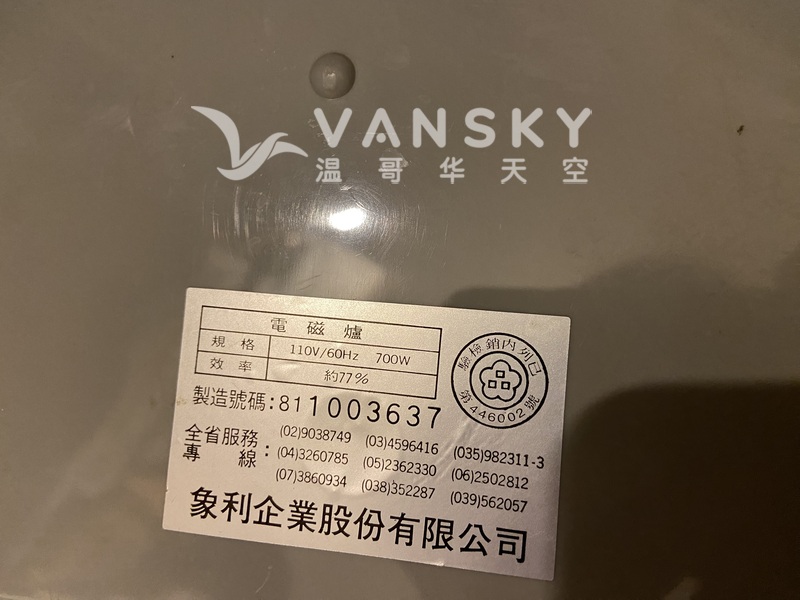 VANSKY
温哥华天空
電磁爐
規格 110V/60Hz 700W
效率 約77%
已列內銷檢驗
第446002號
製造號碼:811003637
全省服務專線:
(02)9038749 (03)4596416 (035)982311-3
(04)3260785 (05)2362330 (06)2502812
(07)3860934 (038)352287 (039)562057
象利企業股份有限公司